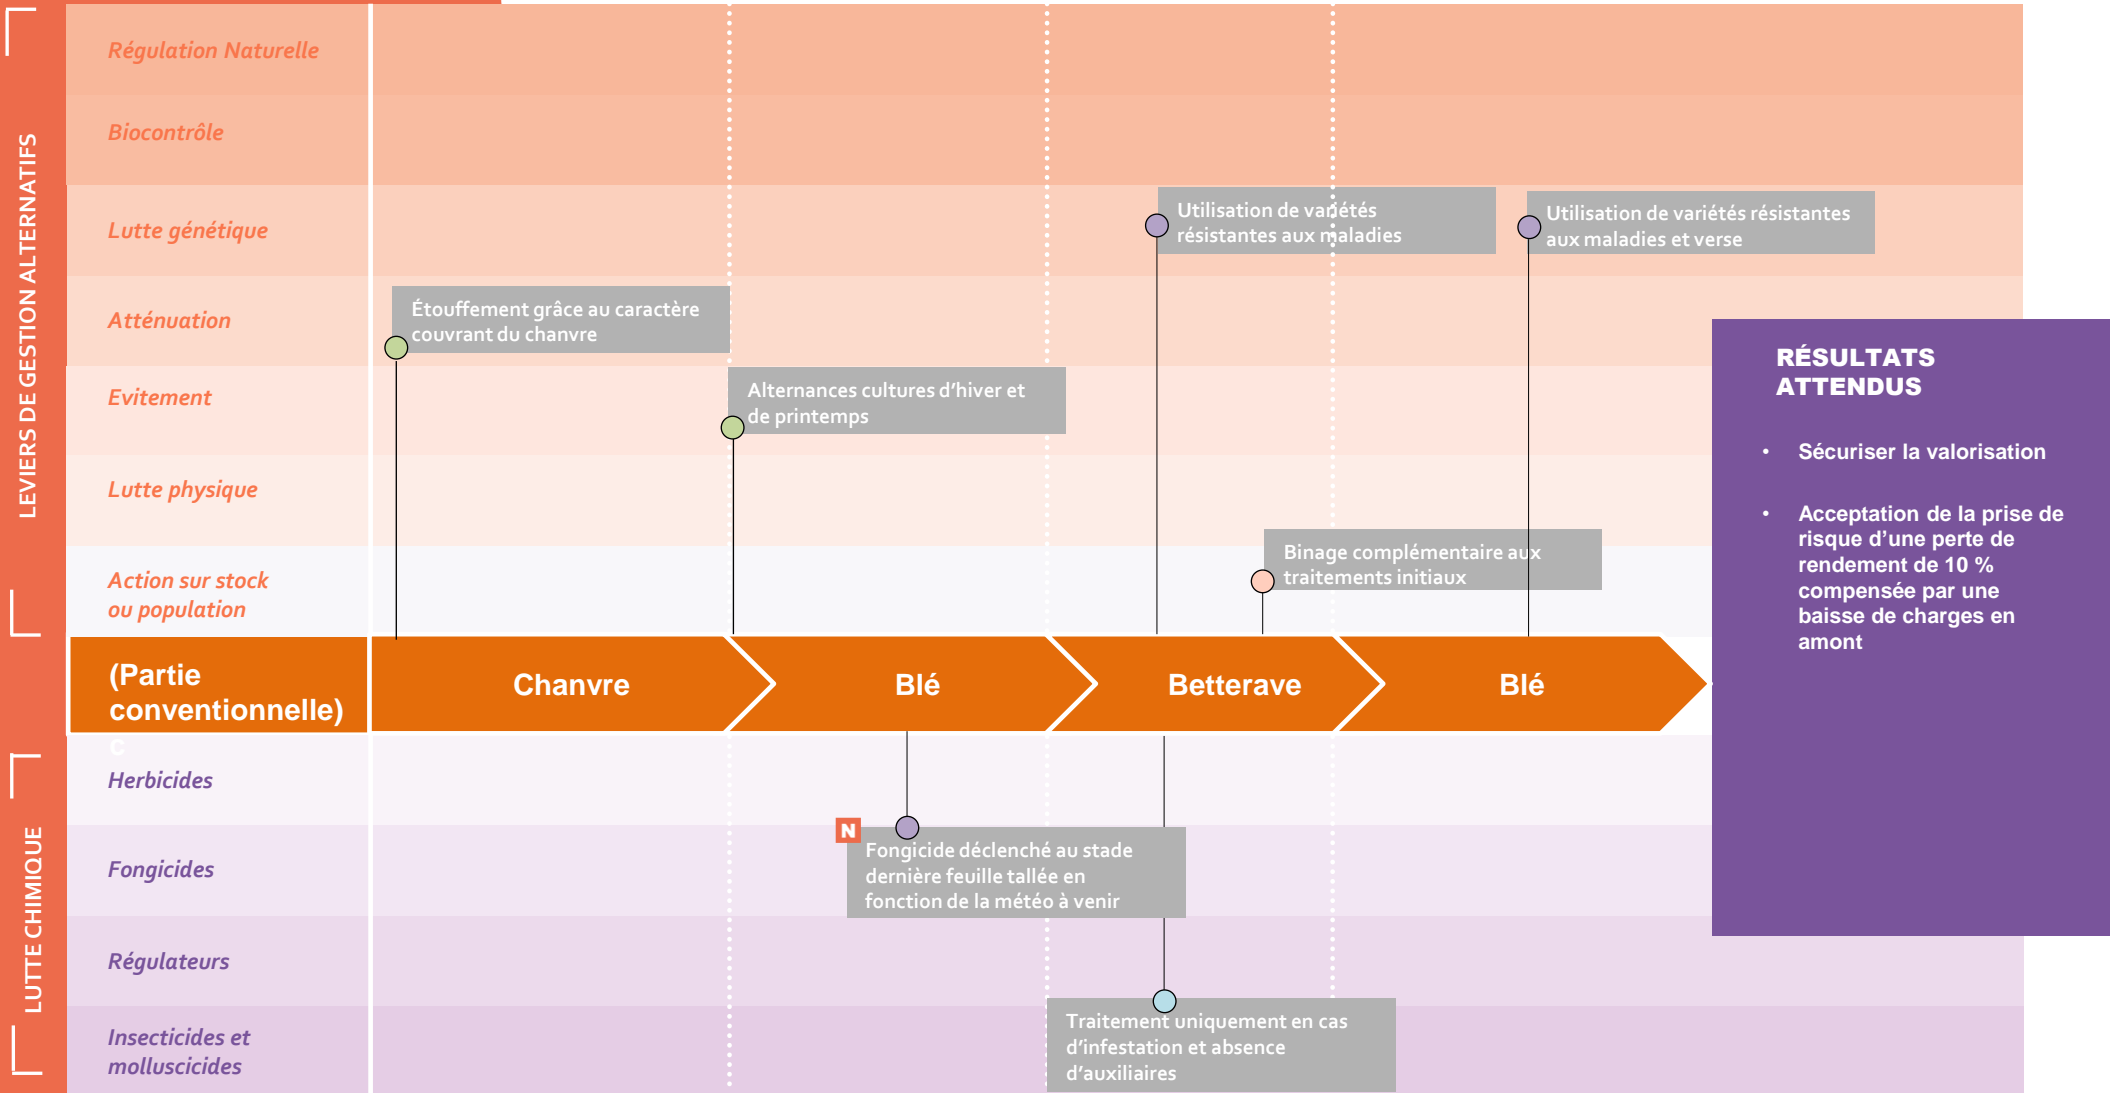 LEVIERS DE GESTION ALTERNATIFS
Régulation Naturelle
Biocontrôle
Lutte génétique
Utilisation de variétés
résistantes aux maladies
Utilisation de variétés résistantes
aux maladies et verse
Atténuation
Étouffement grâce au caractère
couvrant du chanvre
Evitement
Alternances cultures d’hiver et
de printemps
Lutte physique
Action sur stock
ou population
Binage complémentaire aux
traitements initiaux
(Partie
conventionnelle)
c
Chanvre
Blé
Betterave
Blé
RÉSULTATS
ATTENDUS
• Sécuriser la valorisation
• Acceptation de la prise de
risque d’une perte de
rendement de 10 %
compensée par une
baisse de charges en
amont
LUTTE CHIMIQUE
Herbicides
Fongicides
N
Fongicide déclenché au stade
dernière feuille tallée en
fonction de la météo à venir
Régulateurs
Insecticides et
molluscicides
Traitement uniquement en cas
d’infestation et absence
d’auxiliaires